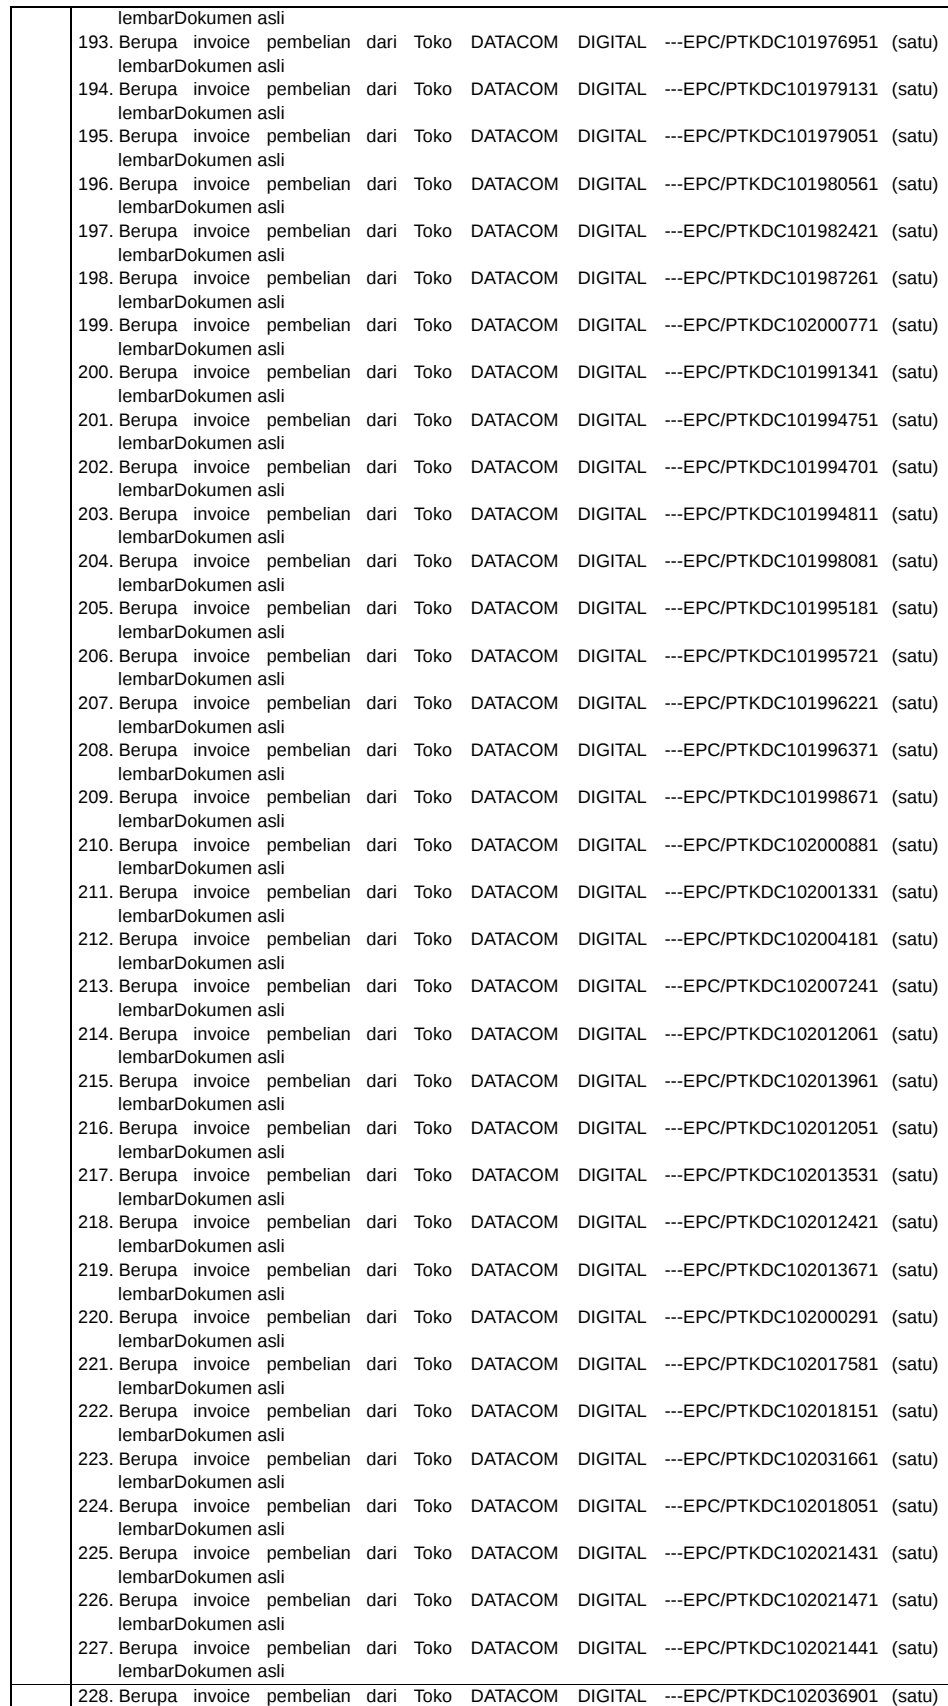 lembarDokumen asli
193. Berupa invoice pembelian dari Toko DATACOM DIGITAL ---EPC/PTKDC101976951 (satu)
lembarDokumen asli
194. Berupa invoice pembelian dari Toko DATACOM DIGITAL ---EPC/PTKDC101979131 (satu)
lembarDokumen asli
195. Berupa invoice pembelian dari Toko DATACOM DIGITAL ---EPC/PTKDC101979051 (satu)
lembarDokumen asli
196. Berupa invoice pembelian dari Toko DATACOM DIGITAL ---EPC/PTKDC101980561 (satu)
lembarDokumen asli
197. Berupa invoice pembelian dari Toko DATACOM DIGITAL ---EPC/PTKDC101982421 (satu)
lembarDokumen asli
198. Berupa invoice pembelian dari Toko DATACOM DIGITAL ---EPC/PTKDC101987261 (satu)
lembarDokumen asli
199. Berupa invoice pembelian dari Toko DATACOM DIGITAL ---EPC/PTKDC102000771 (satu)
lembarDokumen asli
200. Berupa invoice pembelian dari Toko DATACOM DIGITAL ---EPC/PTKDC101991341 (satu)
lembarDokumen asli
201. Berupa invoice pembelian dari Toko DATACOM DIGITAL ---EPC/PTKDC101994751 (satu)
lembarDokumen asli
202. Berupa invoice pembelian dari Toko DATACOM DIGITAL ---EPC/PTKDC101994701 (satu)
lembarDokumen asli
203. Berupa invoice pembelian dari Toko DATACOM DIGITAL ---EPC/PTKDC101994811 (satu)
lembarDokumen asli
204. Berupa invoice pembelian dari Toko DATACOM DIGITAL ---EPC/PTKDC101998081 (satu)
lembarDokumen asli
205. Berupa invoice pembelian dari Toko DATACOM DIGITAL ---EPC/PTKDC101995181 (satu)
lembarDokumen asli
206. Berupa invoice pembelian dari Toko DATACOM DIGITAL ---EPC/PTKDC101995721 (satu)
lembarDokumen asli
207. Berupa invoice pembelian dari Toko DATACOM DIGITAL ---EPC/PTKDC101996221 (satu)
lembarDokumen asli
208. Berupa invoice pembelian dari Toko DATACOM DIGITAL ---EPC/PTKDC101996371 (satu)
lembarDokumen asli
209. Berupa invoice pembelian dari Toko DATACOM DIGITAL ---EPC/PTKDC101998671 (satu)
lembarDokumen asli
210. Berupa invoice pembelian dari Toko DATACOM DIGITAL ---EPC/PTKDC102000881 (satu)
lembarDokumen asli
211. Berupa invoice pembelian dari Toko DATACOM DIGITAL ---EPC/PTKDC102001331 (satu)
lembarDokumen asli
212. Berupa invoice pembelian dari Toko DATACOM DIGITAL ---EPC/PTKDC102004181 (satu)
lembarDokumen asli
213. Berupa invoice pembelian dari Toko DATACOM DIGITAL ---EPC/PTKDC102007241 (satu)
lembarDokumen asli
214. Berupa invoice pembelian dari Toko DATACOM DIGITAL ---EPC/PTKDC102012061 (satu)
lembarDokumen asli
215. Berupa invoice pembelian dari Toko DATACOM DIGITAL ---EPC/PTKDC102013961 (satu)
lembarDokumen asli
216. Berupa invoice pembelian dari Toko DATACOM DIGITAL ---EPC/PTKDC102012051 (satu)
lembarDokumen asli
217. Berupa invoice pembelian dari Toko DATACOM DIGITAL ---EPC/PTKDC102013531 (satu)
lembarDokumen asli
218. Berupa invoice pembelian dari Toko DATACOM DIGITAL ---EPC/PTKDC102012421 (satu)
lembarDokumen asli
219. Berupa invoice pembelian dari Toko DATACOM DIGITAL ---EPC/PTKDC102013671 (satu)
lembarDokumen asli
220. Berupa invoice pembelian dari Toko DATACOM DIGITAL ---EPC/PTKDC102000291 (satu)
lembarDokumen asli
221. Berupa invoice pembelian dari Toko DATACOM DIGITAL ---EPC/PTKDC102017581 (satu)
lembarDokumen asli
222. Berupa invoice pembelian dari Toko DATACOM DIGITAL ---EPC/PTKDC102018151 (satu)
lembarDokumen asli
223. Berupa invoice pembelian dari Toko DATACOM DIGITAL ---EPC/PTKDC102031661 (satu)
lembarDokumen asli
224. Berupa invoice pembelian dari Toko DATACOM DIGITAL ---EPC/PTKDC102018051 (satu)
lembarDokumen asli
225. Berupa invoice pembelian dari Toko DATACOM DIGITAL ---EPC/PTKDC102021431 (satu)
lembarDokumen asli
226. Berupa invoice pembelian dari Toko DATACOM DIGITAL ---EPC/PTKDC102021471 (satu)
lembarDokumen asli
227. Berupa invoice pembelian dari Toko DATACOM DIGITAL ---EPC/PTKDC102021441 (satu)
lembarDokumen asli
228. Berupa invoice pembelian dari Toko DATACOM DIGITAL ---EPC/PTKDC102036901 (satu)